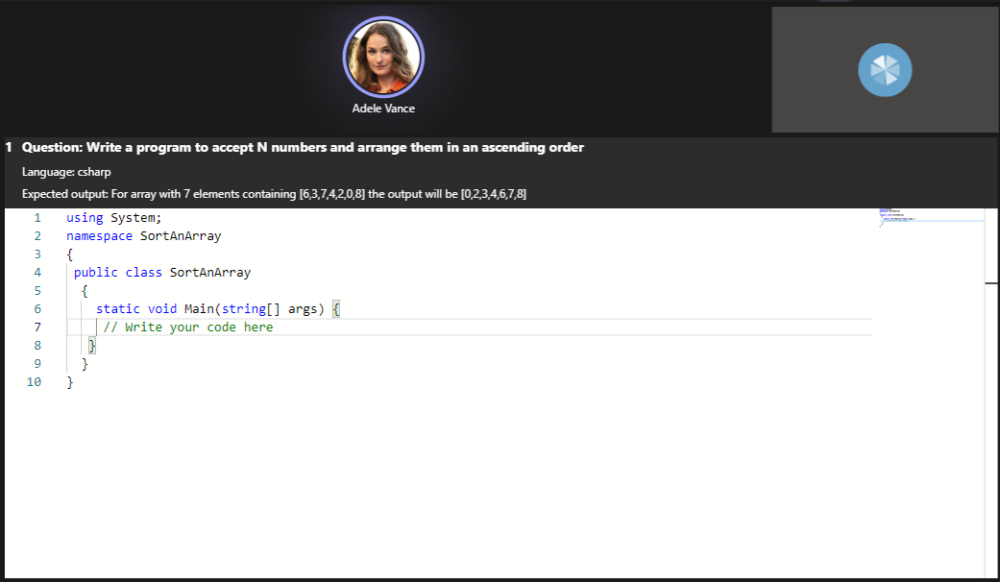 Adele Vance
1 Question: Write a program to accept N numbers and arrange them in an ascending order
Language: csharp
Expected output: For array with 7 elements containing [6,3,7,4,2,0,8] the output will be [0,2,3,4,6,7,8]
1 using System;
2 namespace SortAnArray
3 {
4 public class SortAnArray
5 {
6 static void Main(string[] args) {
7 // Write your code here
8 }
9 }
10 }